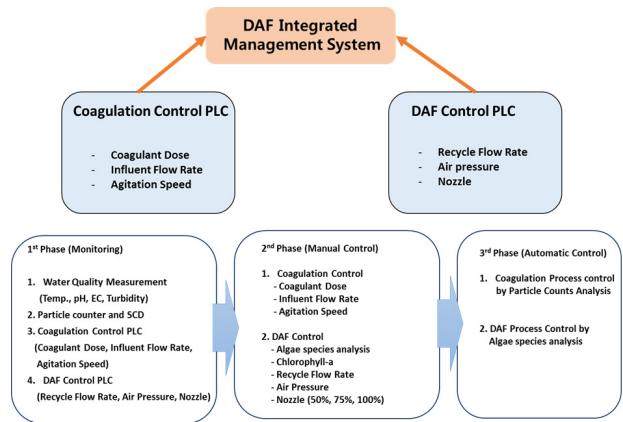 DAF Integrated
Management System
Coagulation Control PLC
- Coagulant Dose
- Influent Flow Rate
- Agitation Speed
DAF Control PLC
- Recycle Flow Rate
- Air pressure
- Nozzle
1st Phase (Monitoring)
1. Water Quality Measurement
(Temp., pH, EC, Turbidity)
2. Particle counter and SCD
3. Coagulation Control PLC
(Coagulant Dose, Influent Flow Rate,
Agitation Speed)
4. DAF Control PLC
(Recycle Flow Rate, Air Pressure, Nozzle)
2nd Phase (Manual Control)
1. Coagulation Control
- Coagulant Dose
- Influent Flow Rate
- Agitation Speed
2. DAF Control
- Algae species analysis
- Chlorophyll-a
- Recycle Flow Rate
- Air Pressure
- Nozzle (50%, 75%, 100%)
3rd Phase (Automatic Control)
1. Coagulation Process control
by Particle Counts Analysis
2. DAF Process Control by
Algae species analysis